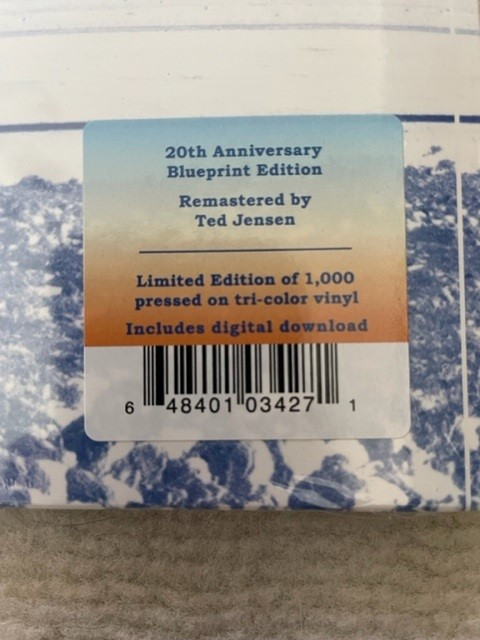 20th Anniversary
Blueprint Edition
Remastered by
Ted Jensen
Limited Edition of 1,000
pressed on tri-color vinyl
Includes digital download
6 48401 03427 1